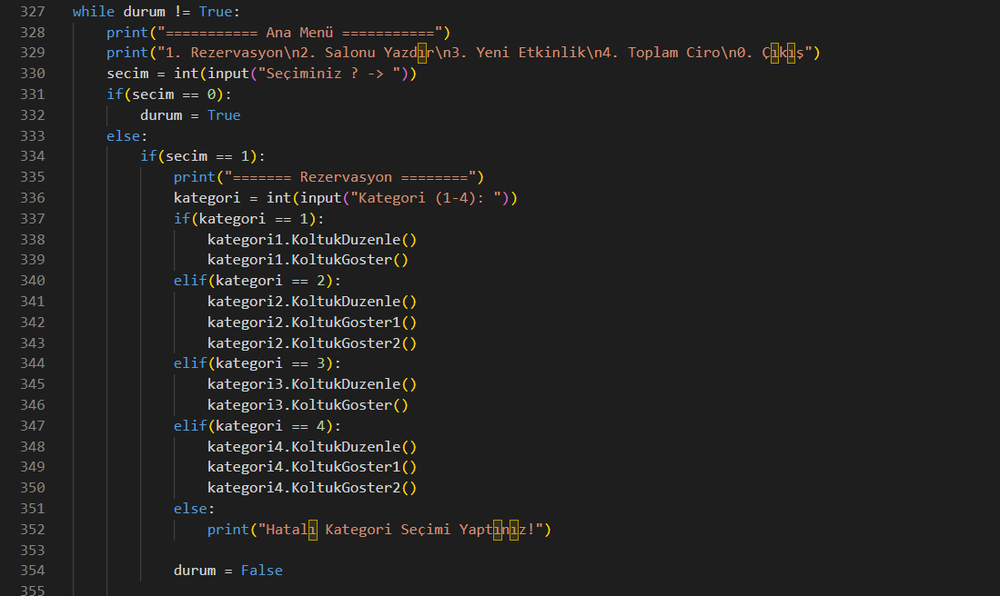 327 while durum != True:
328 print("=========== Ana Menü ===========")
329 print("1. Rezervasyon\n2. Salonu Yazdır\n3. Yeni Etkinlik\n4. Toplam Ciro\n0. Çıkış")
330 secim = int(input("Seçiminiz ? -> "))
331 if(secim == 0):
332 durum = True
333 else:
334 if(secim == 1):
335 print("======= Rezervasyon ========")
336 kategori = int(input("Kategori (1-4): "))
337 if(kategori == 1):
338 kategori1.KoltukDuzenle()
339 kategori1.KoltukGoster()
340 elif(kategori == 2):
341 kategori2.KoltukDuzenle()
342 kategori2.KoltukGoster1()
343 kategori2.KoltukGoster2()
344 elif(kategori == 3):
345 kategori3.KoltukDuzenle()
346 kategori3.KoltukGoster()
347 elif(kategori == 4):
348 kategori4.KoltukDuzenle()
349 kategori4.KoltukGoster1()
350 kategori4.KoltukGoster2()
351 else:
352 print("Hatalı Kategori Seçimi Yaptınız!")
353
354 durum = False
355